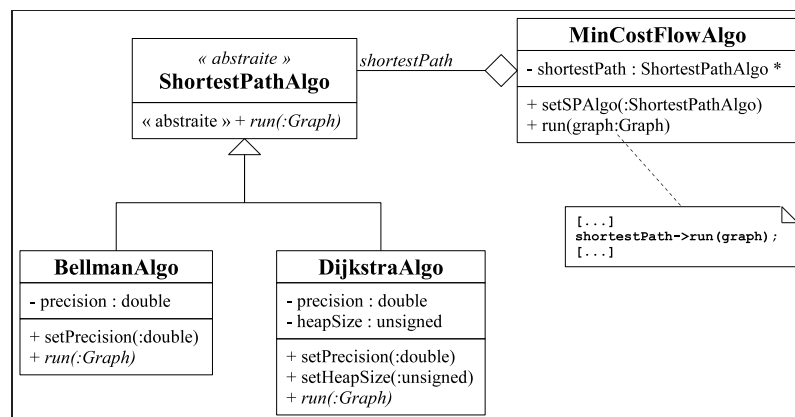 « abstraite »
ShortestPathAlgo
« abstraite » + run(:Graph)
shortestPath
MinCostFlowAlgo
- shortestPath : ShortestPathAlgo *
+ setSPAlgo(:ShortestPathAlgo)
+ run(graph:Graph)
[...]
shortestPath->run(graph);
[...]
BellmanAlgo
- precision : double
+ setPrecision(:double)
+ run(:Graph)
DijkstraAlgo
- precision : double
- heapSize : unsigned
+ setPrecision(:double)
+ setHeapSize(:unsigned)
+ run(:Graph)